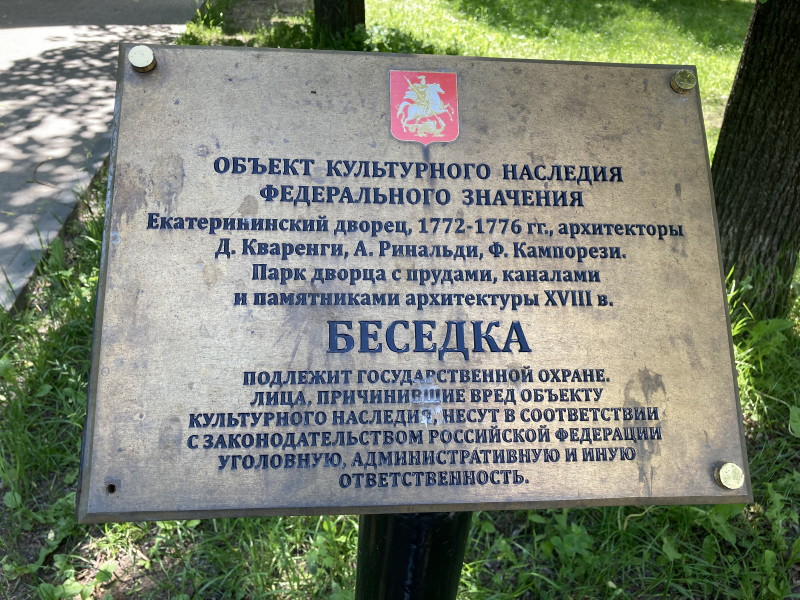 ОБЪЕКТ КУЛЬТУРНОГО НАСЛЕДИЯ
ФЕДЕРАЛЬНОГО ЗНАЧЕНИЯ
Екатерининский дворец, 1772-1776 гг., архитекторы
Д. Кваренги, А. Ринальди, Ф. Кампорези.
Парк дворца с прудами, каналами
и памятниками архитектуры XVIII в.
БЕСЕДКА
ПОДЛЕЖИТ ГОСУДАРСТВЕННОЙ ОХРАНЕ.
ЛИЦА, ПРИЧИНИВШИЕ ВРЕД ОБЪЕКТУ
КУЛЬТУРНОГО НАСЛЕДИЯ, НЕСУТ В СООТВЕТСТВИИ
С ЗАКОНОДАТЕЛЬСТВОМ РОССИЙСКОЙ ФЕДЕРАЦИИ
УГОЛОВНУЮ, АДМИНИСТРАТИВНУЮ И ИНУЮ
ОТВЕТСТВЕННОСТЬ.